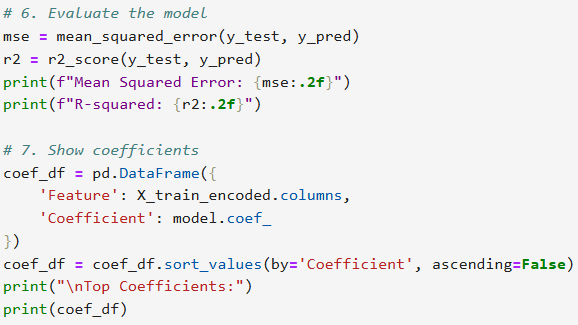 # 6. Evaluate the model
mse = mean_squared_error(y_test, y_pred)
r2 = r2_score(y_test, y_pred)
print(f"Mean Squared Error: {mse:.2f}")
print(f"R-squared: {r2:.2f}")

# 7. Show coefficients
coef_df = pd.DataFrame({
    'Feature': X_train_encoded.columns,
    'Coefficient': model.coef_
})
coef_df = coef_df.sort_values(by='Coefficient', ascending=False)
print("\nTop Coefficients:")
print(coef_df)